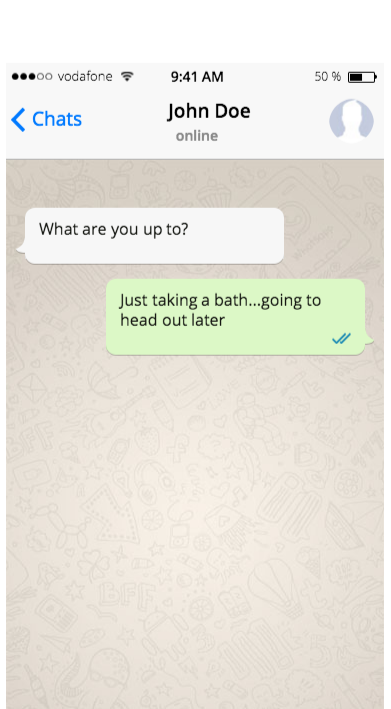 vodafone 9:41 AM 50 %
Chats John Doe
online
What are you up to?
Just taking a bath...going to
head out later
BFF